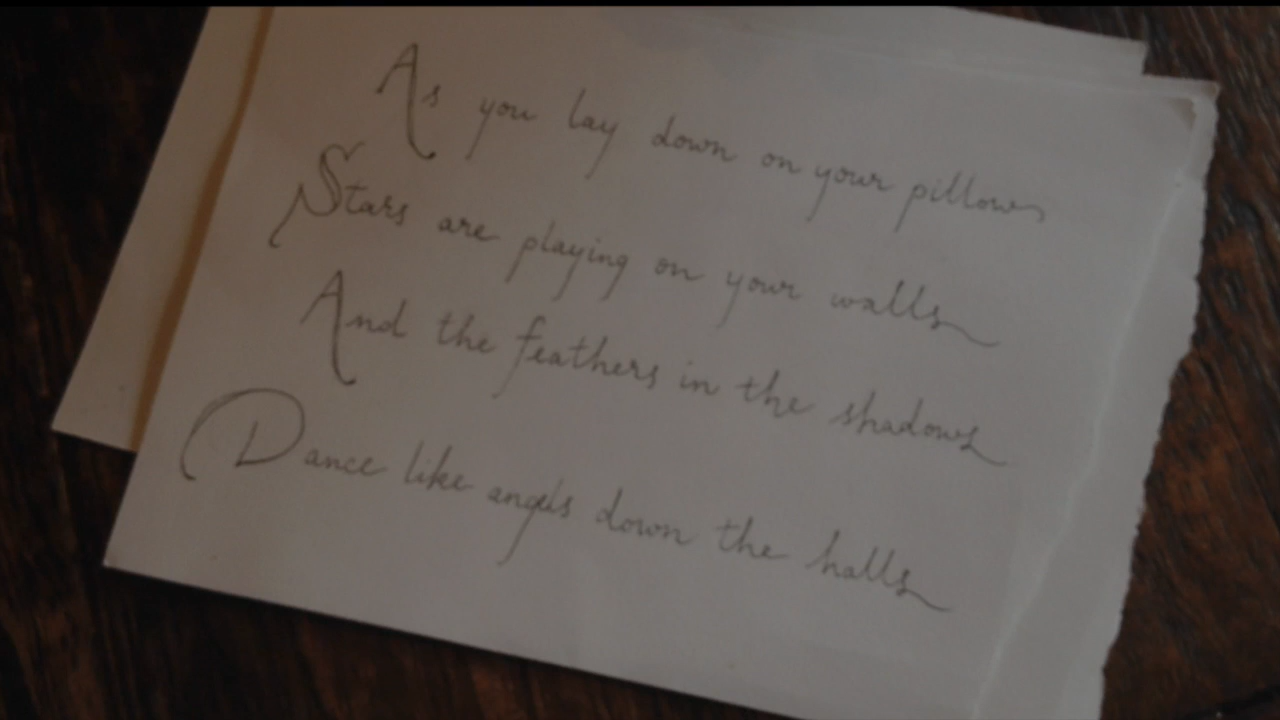 As you lay down on your pillows
Stars are playing on your walls
And the feathers in the shadows
Dance like angels down the halls